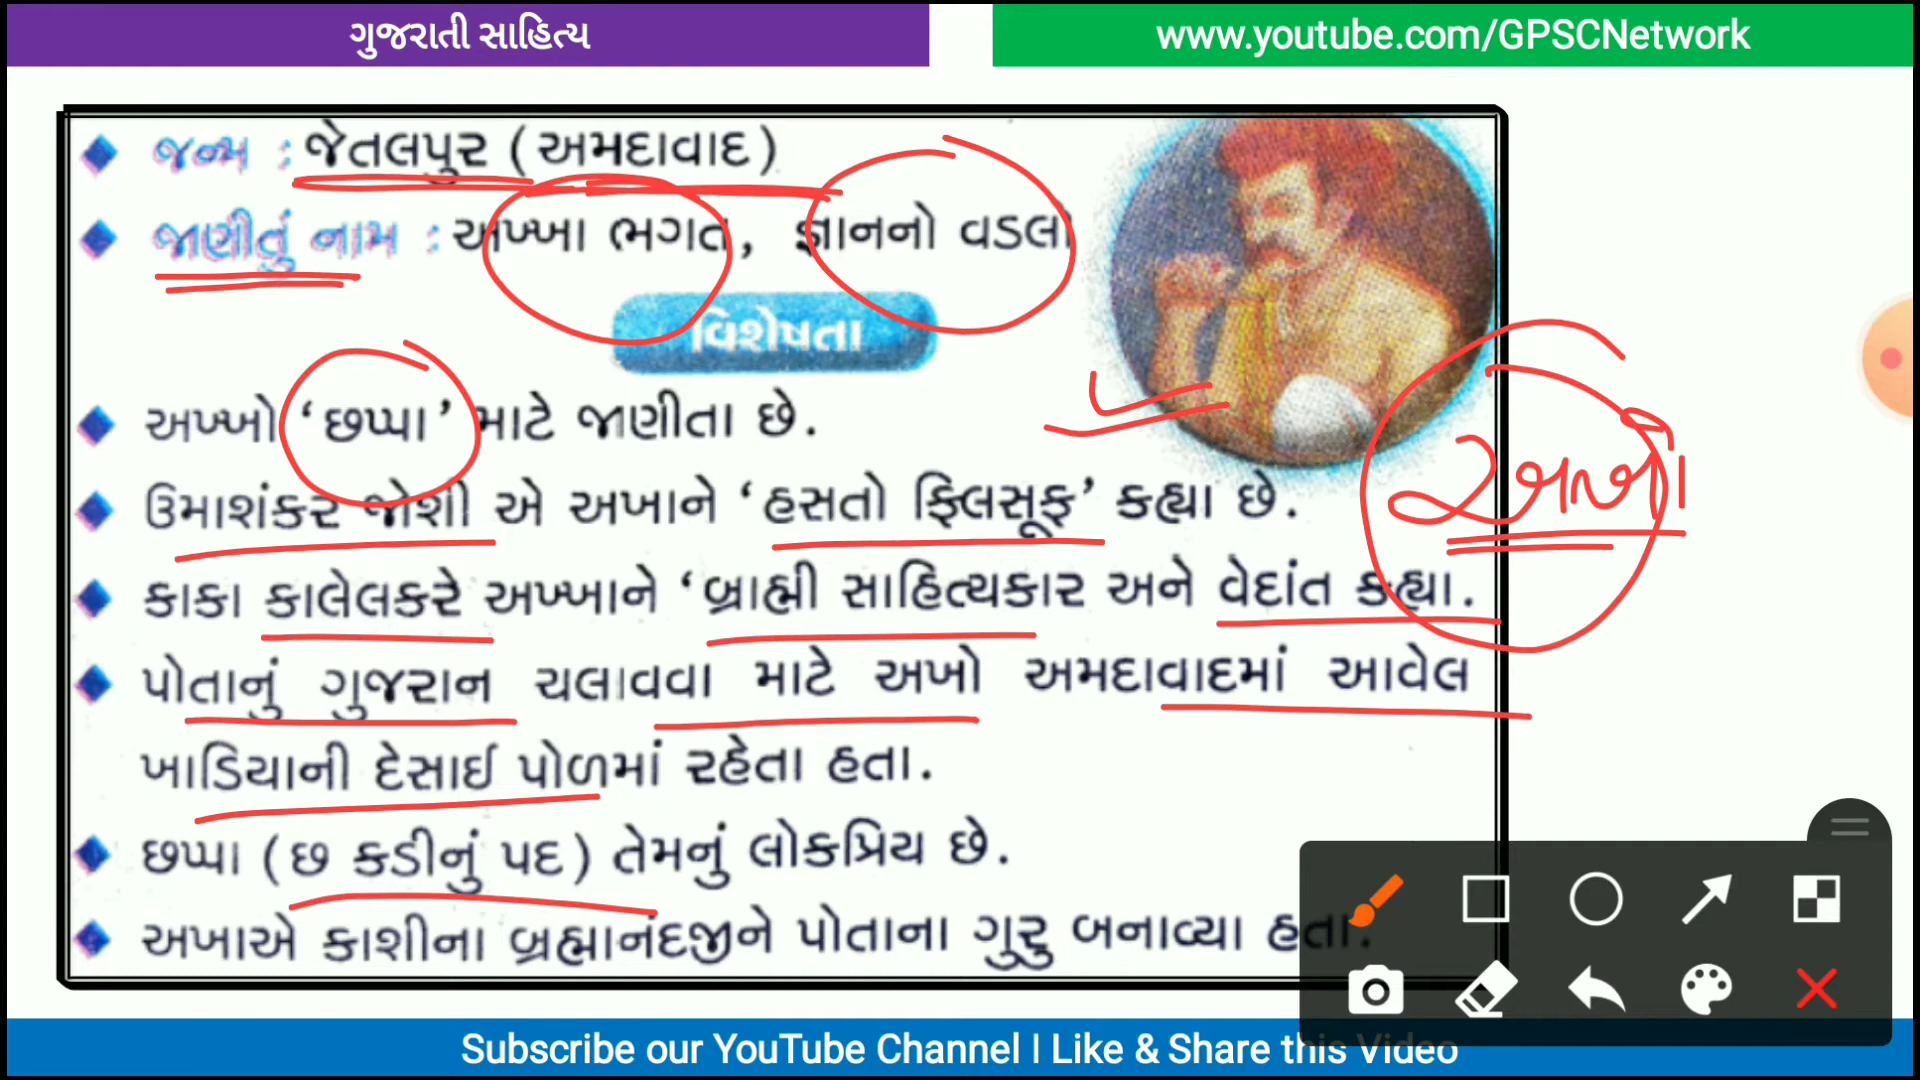 ગુજરાતી સાહિત્ય
www.youtube.com/GPSCNetwork
જન્મ : જેતલપુર (અમદાવાદ)
જાણીતું નામ : અખ્ખા ભગત, જ્ઞાનનો વડલો
વિશેષતા
અખ્ખો ‘છપ્પા’ માટે જાણીતા છે.
ઉમાશંકર જોશી એ અખાને ‘હસતો ફિલસૂફ’ કહ્યા છે.
કાકા કાલેલકરે અખ્ખાને ‘બ્રાહ્મી સાહિત્યકાર અને વેદાંત કહ્યા.
પોતાનું ગુજરાન ચલાવવા માટે અખો અમદાવાદમાં આવેલ
ખાડિયાની દેસાઈ પોળમાં રહેતા હતા.
છપ્પા (છ કડીનું પદ) તેમનું લોકપ્રિય છે.
અખાએ કાશીના બ્રહ્માનંદજીને પોતાના ગુરુ બનાવ્યા હતા.
Subscribe our YouTube Channel | Like & Share this Video